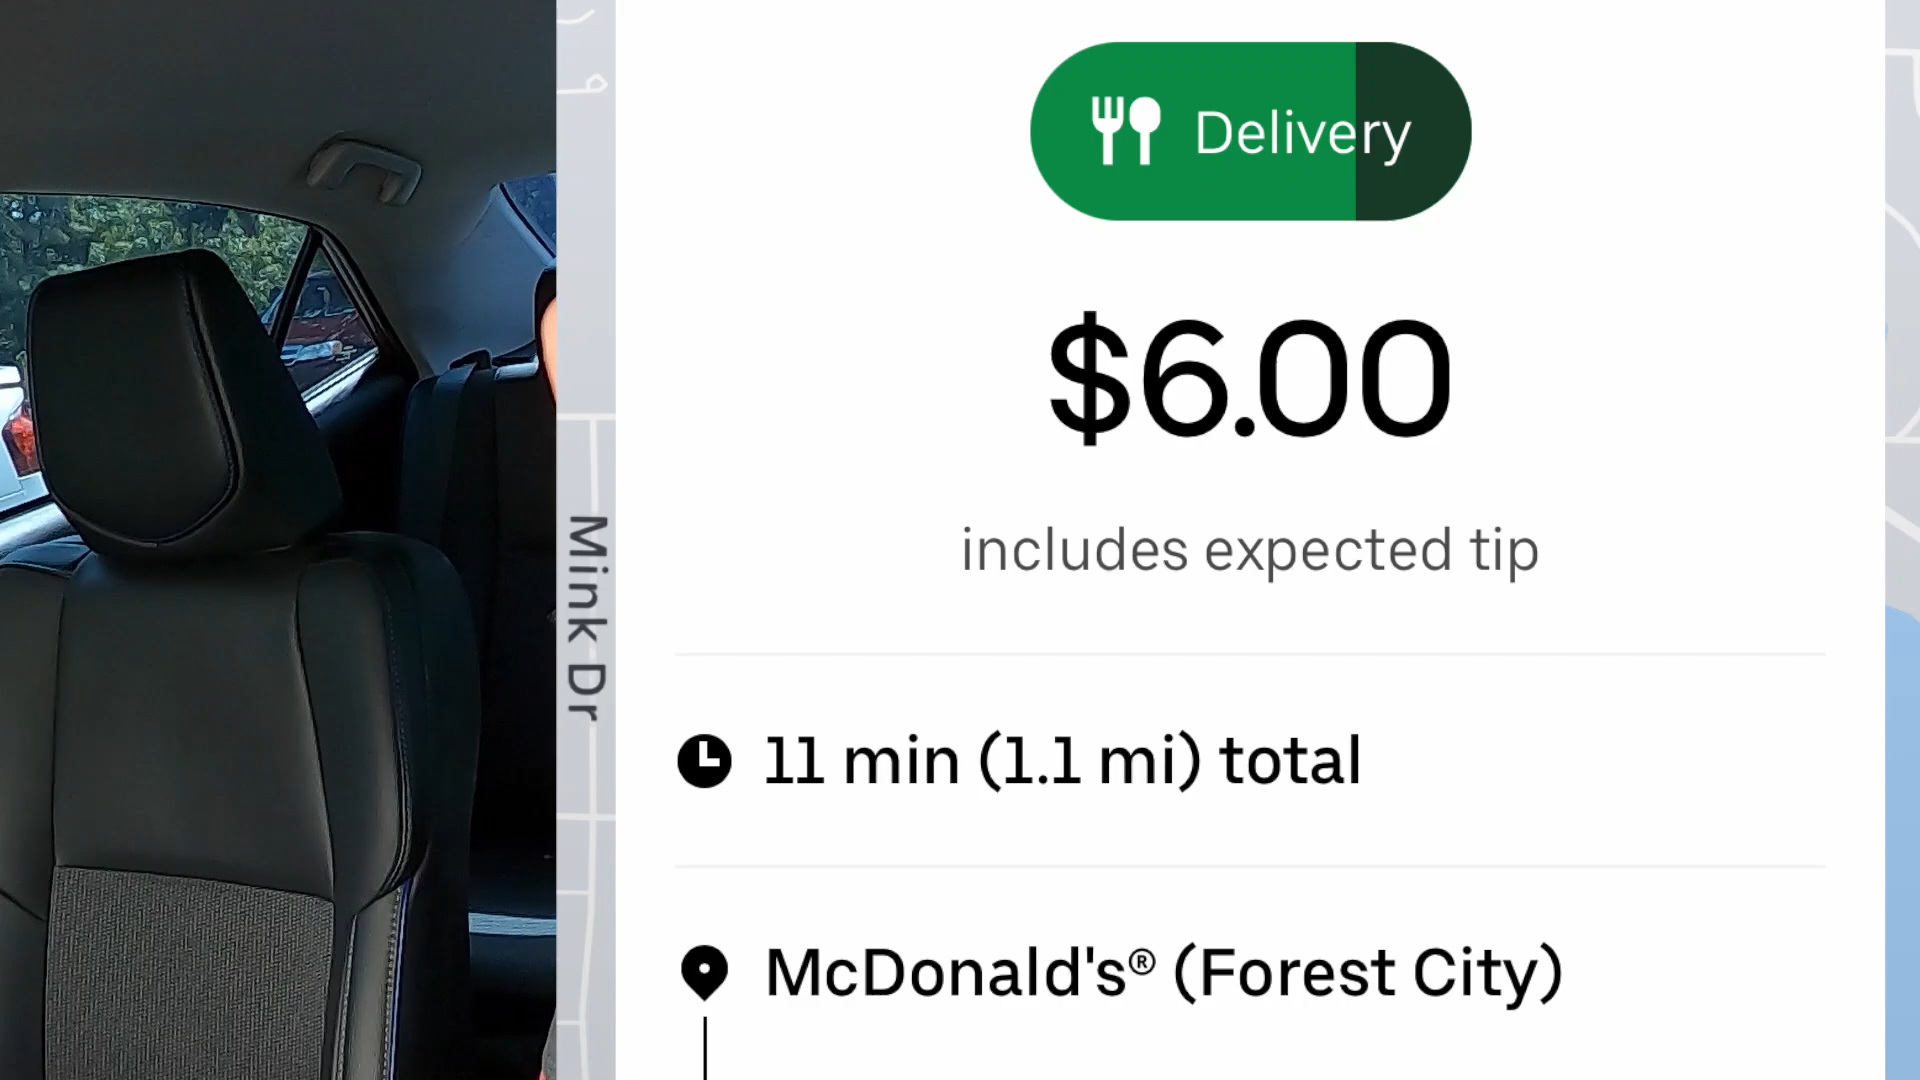 Delivery
$6.00
includes expected tip
Mink Dr
11 min (1.1 mi) total
McDonald's® (Forest City)